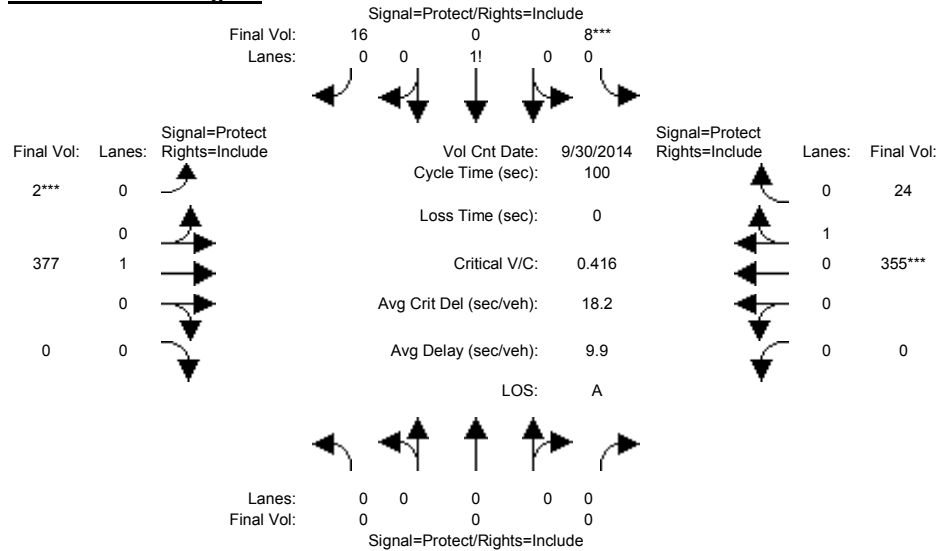 Signal=Protect/Rights=Include
Final Vol: 16 0 8***
Lanes: 0 0 1! 0 0
Signal=Protect Signal=Protect
Final Vol: Lanes: Rights=Include Vol Cnt Date: 9/30/2014 Rights=Include Lanes: Final Vol:
Cycle Time (sec): 100
2*** 0 0 24
Loss Time (sec): 0
0 1
377 1 Critical V/C: 0.416 0 355***
0 Avg Crit Del (sec/veh): 18.2 0
0 0 Avg Delay (sec/veh): 9.9 0 0
LOS: A
Lanes: 0 0 0 0 0
Final Vol: 0 0 0
Signal=Protect/Rights=Include